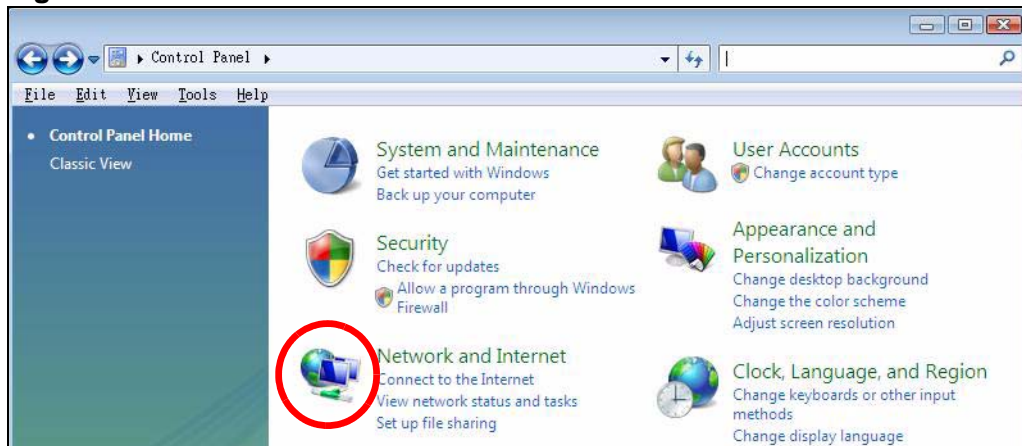 Control Panel
File Edit View Tools Help
Control Panel Home
Classic View
System and Maintenance
Get started with Windows
Back up your computer
Security
Check for updates
Allow a program through Windows
Firewall
Network and Internet
Connect to the Internet
View network status and tasks
Set up file sharing
User Accounts
Change account type
Appearance and
Personalization
Change desktop background
Change the color scheme
Adjust screen resolution
Clock, Language, and Region
Change keyboards or other input
methods
Change display language